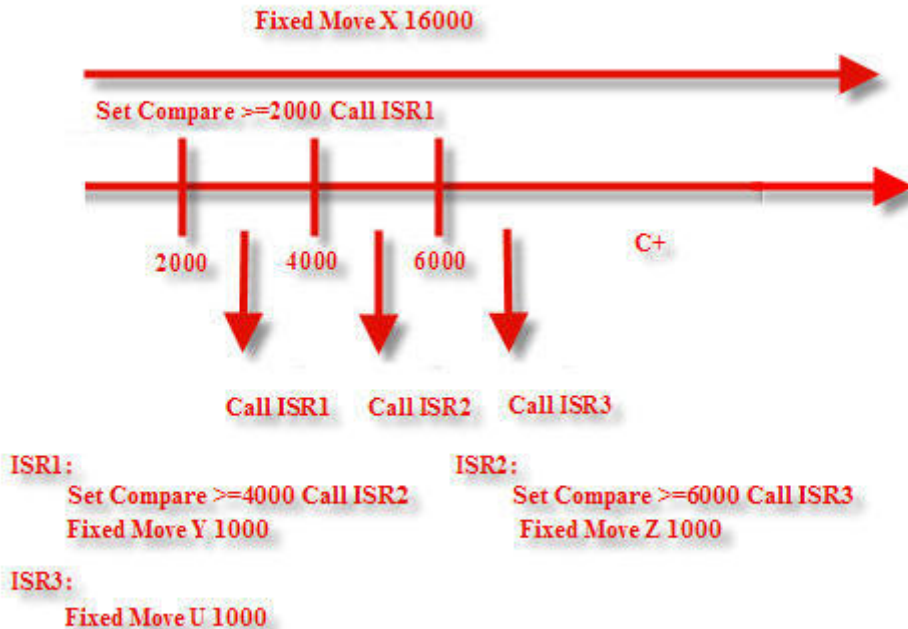 Fixed Move X 16000
Set Compare >=2000 Call ISR1
2000
4000
6000
C+
Call ISR1
Call ISR2
Call ISR3
ISR1:
Set Compare >=4000 Call ISR2
Fixed Move Y 1000
ISR2:
Set Compare >=6000 Call ISR3
Fixed Move Z 1000
ISR3:
Fixed Move U 1000